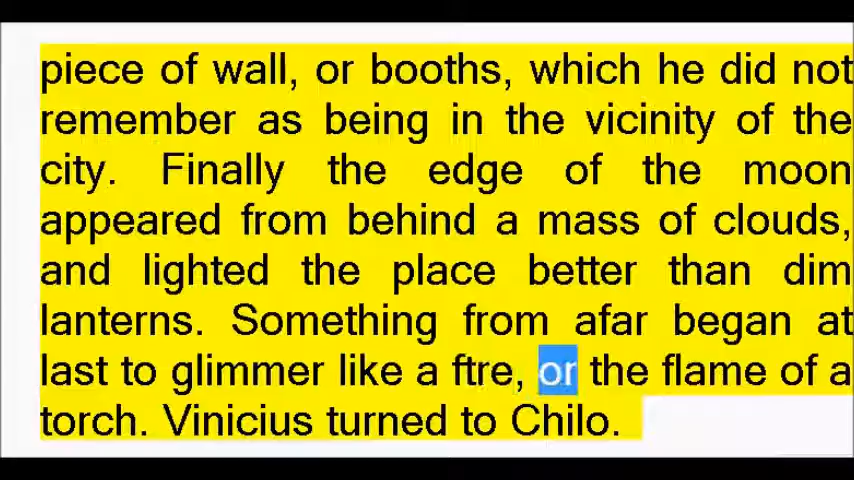 piece of wall, or booths, which he did not
remember as being in the vicinity of the
city. Finally the edge of the moon
appeared from behind a mass of clouds,
and lighted the place better than dim
lanterns. Something from afar began at
last to glimmer like a ftre, or the flame of a
torch. Vinicius turned to Chilo.